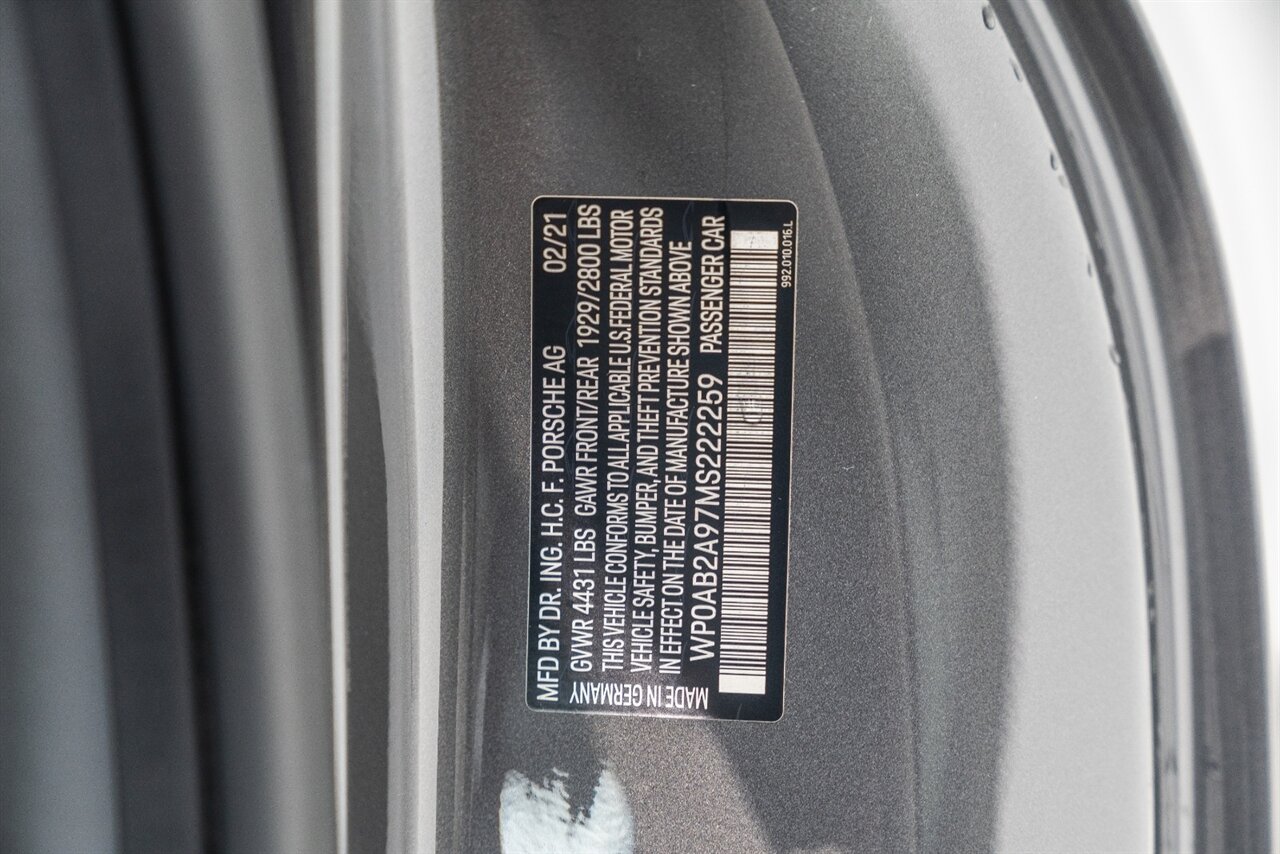 MFD BY DR. ING. H.C. F. PORSCHE AG 02/21
GVWR 4431 LBS GAWR FRONT/REAR 1929/2800 LBS
THIS VEHICLE CONFORMS TO ALL APPLICABLE U.S. FEDERAL MOTOR
VEHICLE SAFETY, BUMPER, AND THEFT PREVENTION STANDARDS
IN EFFECT ON THE DATE OF MANUFACTURE SHOWN ABOVE
WP0AB2A97MS222259 PASSENGER CAR
MADE IN GERMANY
992.010.016.L